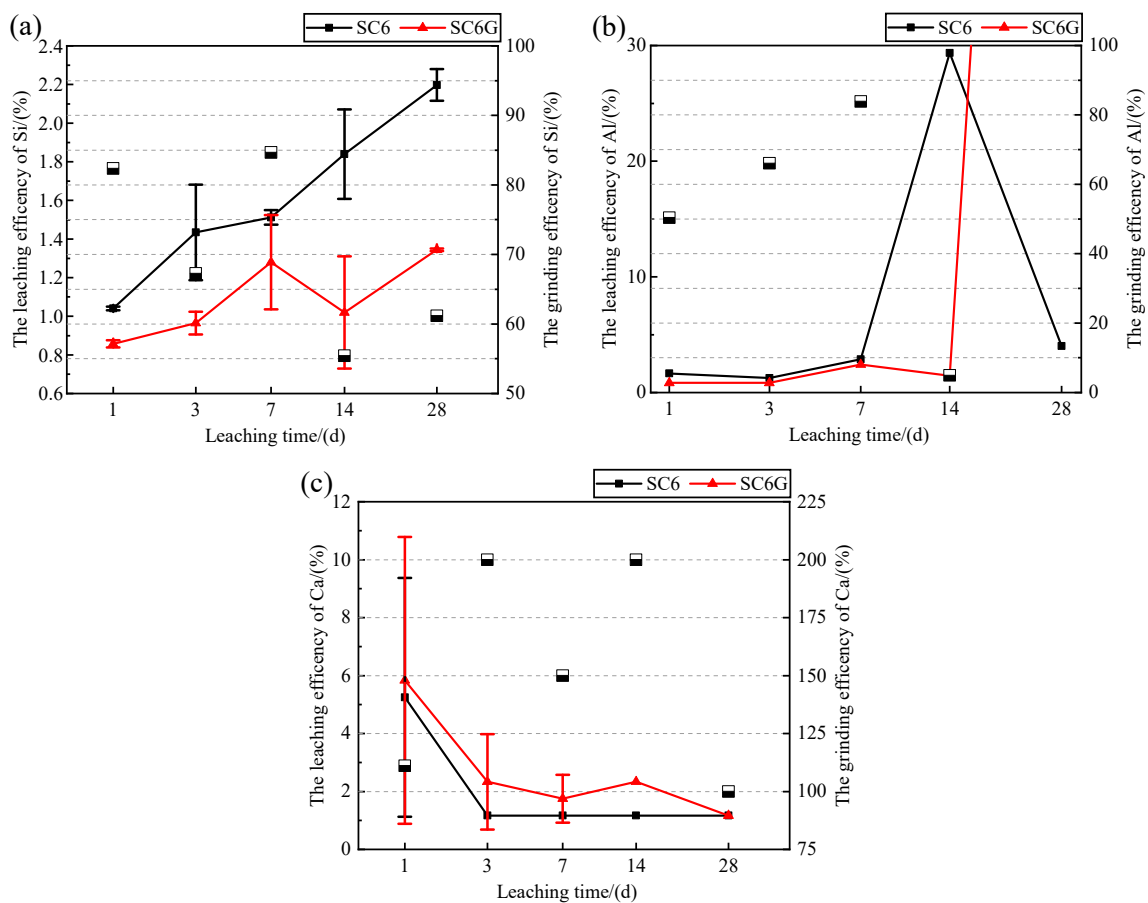 (a)
SC6 SC6G
The leaching efficency of Si/(%)
2.4
2.2
2.0
1.8
1.6
1.4
1.2
1.0
0.8
0.6
100
90
80
70
60
50
The grinding efficency of Si/(%)
1 3 7 14 28
Leaching time/(d)
(b)
SC6 SC6G
The leaching efficency of Al/(%)
30
20
10
0
100
80
60
40
20
0
The grinding efficency of Al/(%)
1 3 7 14 28
Leaching time/(d)
(c)
SC6 SC6G
The leaching efficency of Ca/(%)
12
10
8
6
4
2
0
225
200
175
150
125
100
75
The grinding efficency of Ca/(%)
1 3 7 14 28
Leaching time/(d)